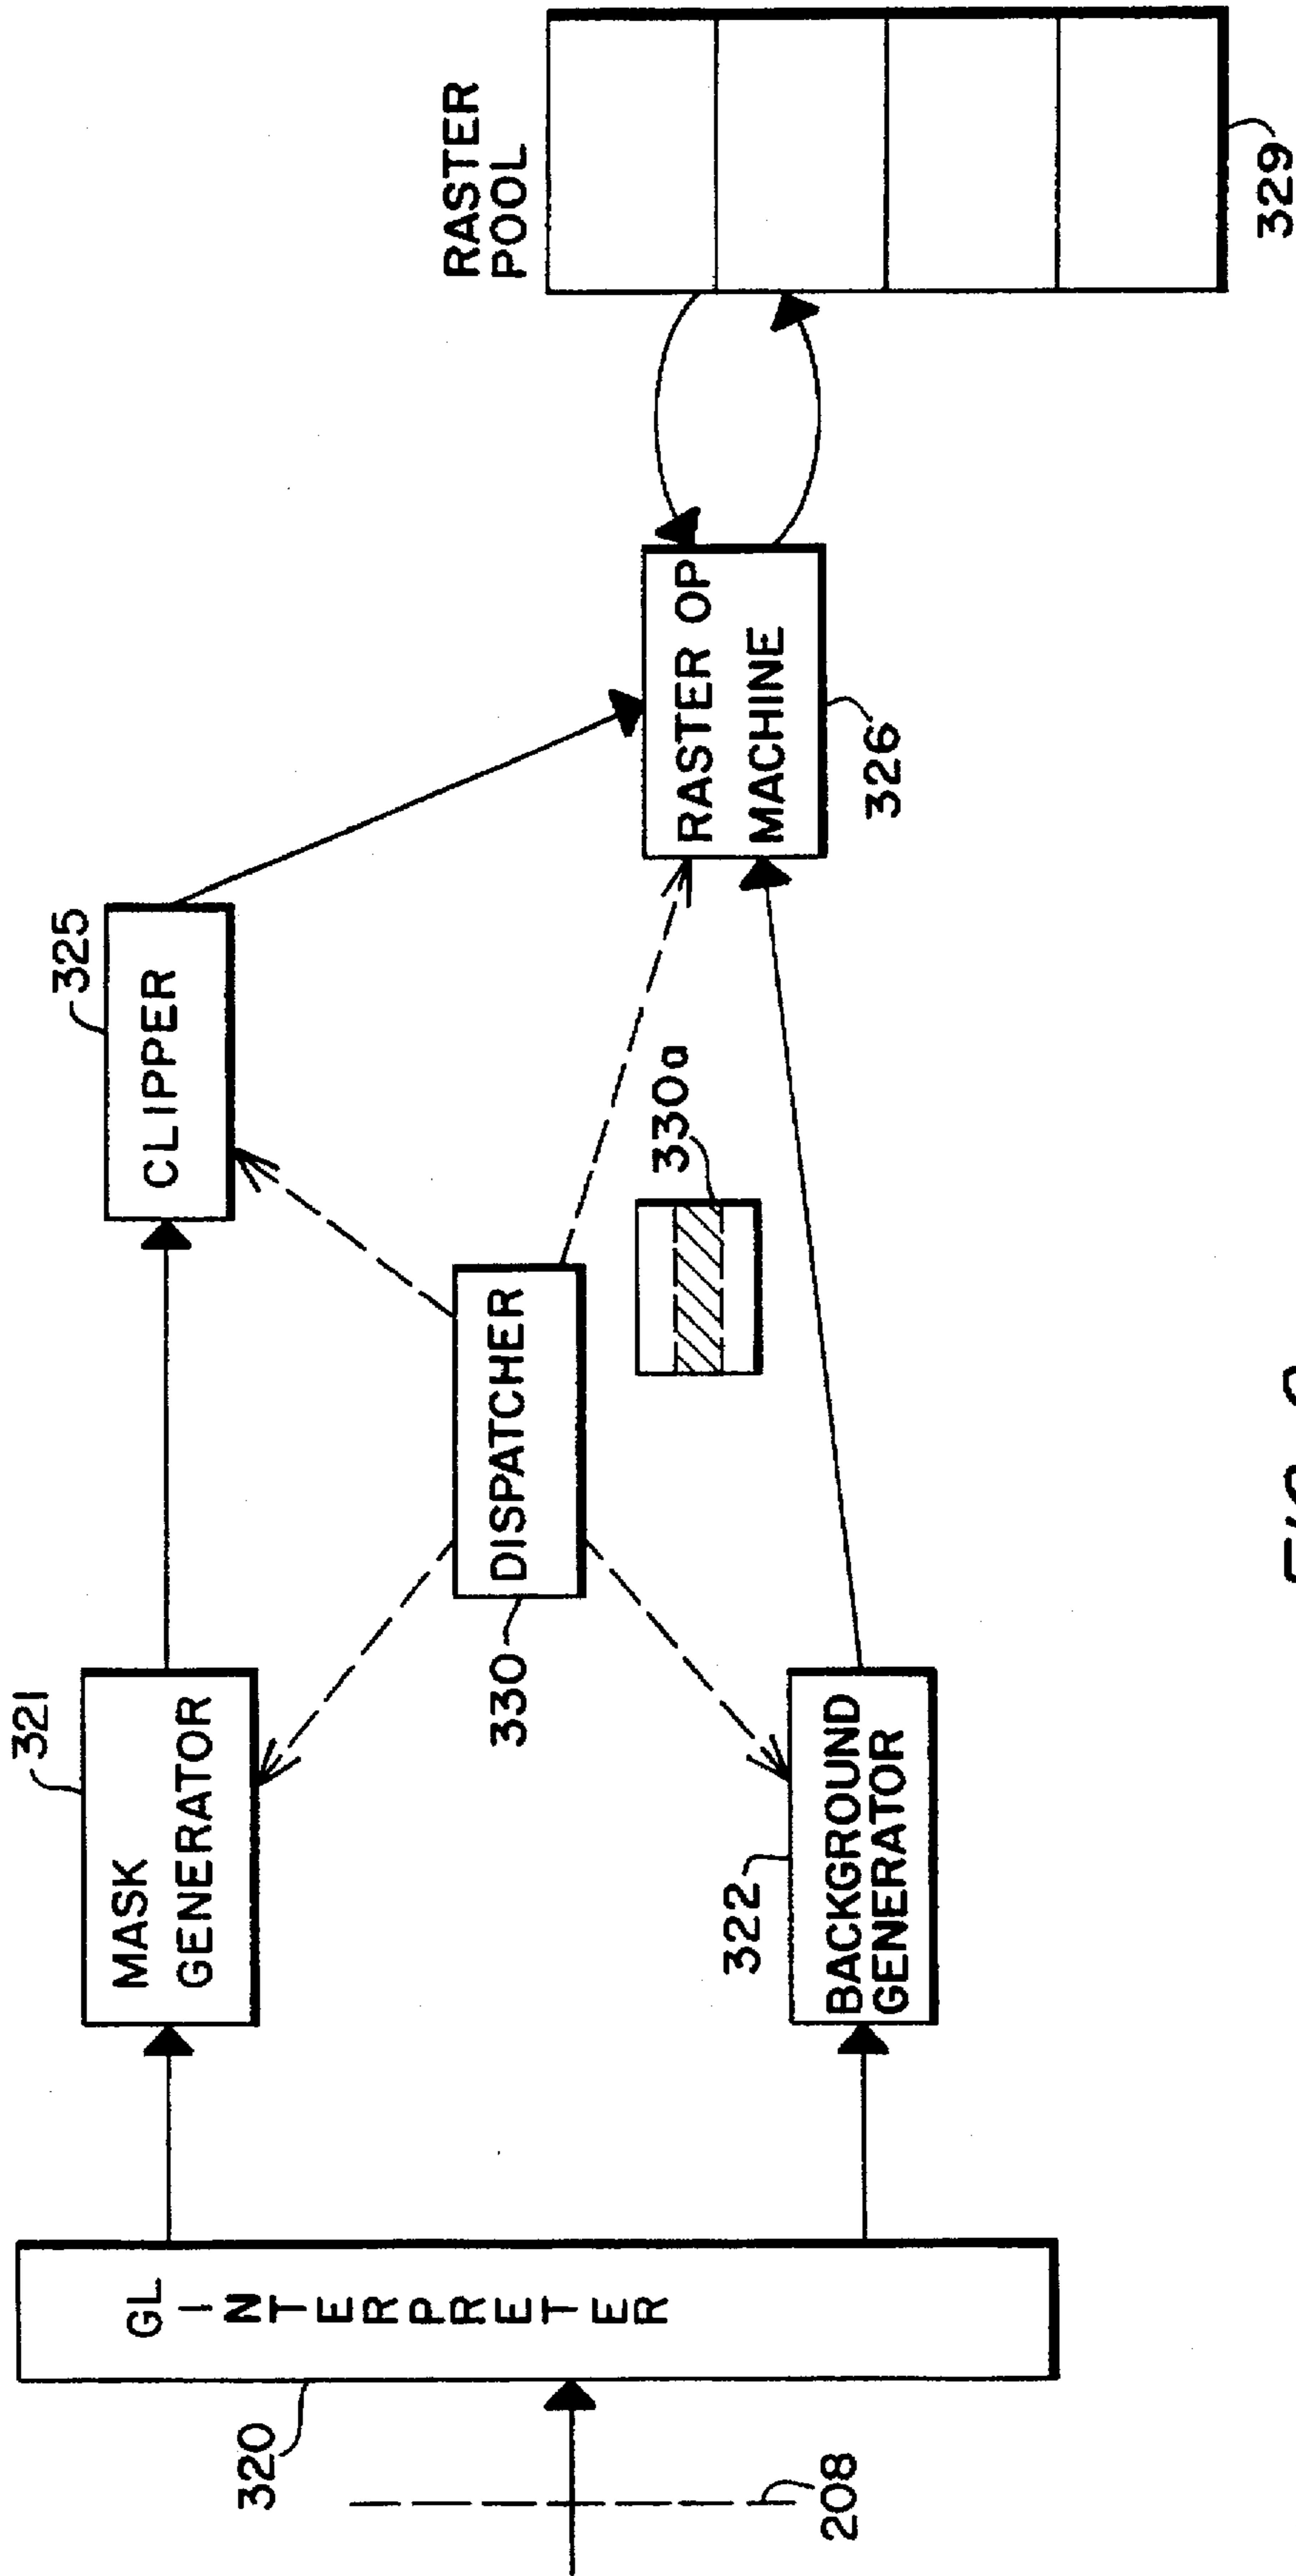 208
320
GL
INTERPRETER
321
MASK
GENERATOR
322
BACKGROUND
GENERATOR
330
DISPATCHER
330a
325
CLIPPER
RASTER OP
MACHINE
326
RASTER
POOL
329